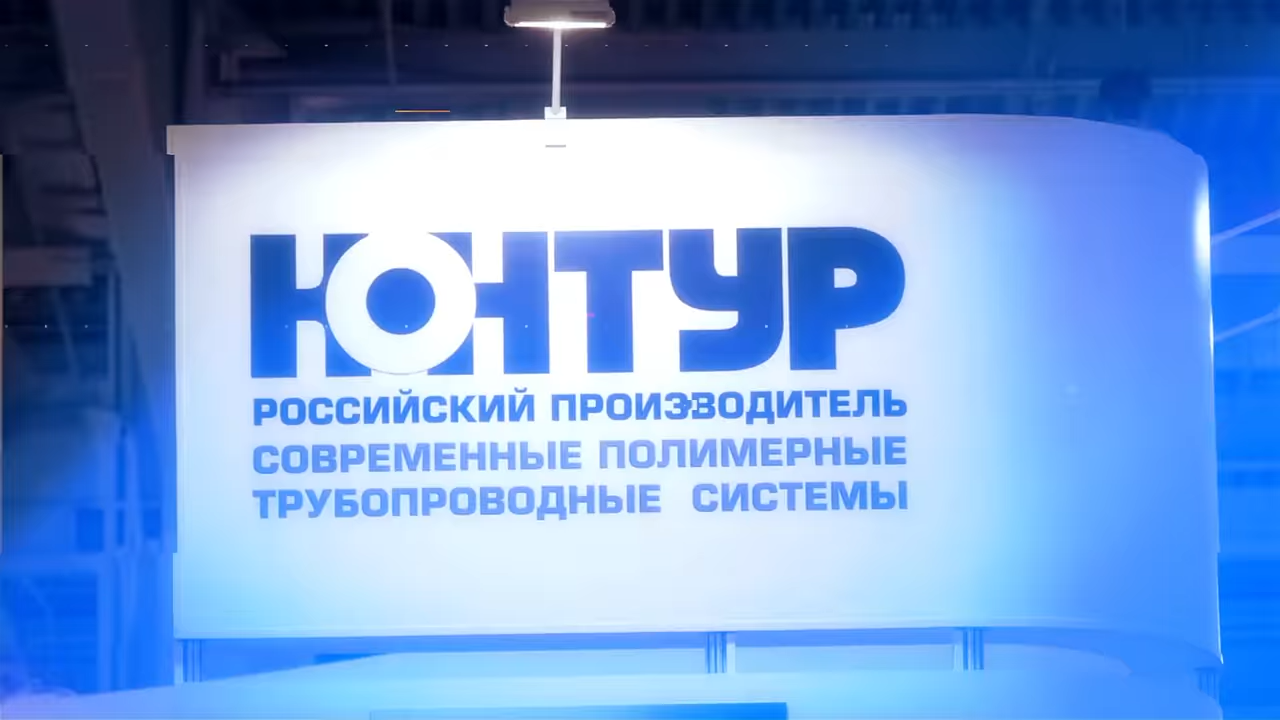 КОНТУР
РОССИЙСКИЙ ПРОИЗВОДИТЕЛЬ
СОВРЕМЕННЫЕ ПОЛИМЕРНЫЕ
ТРУБОПРОВОДНЫЕ СИСТЕМЫ